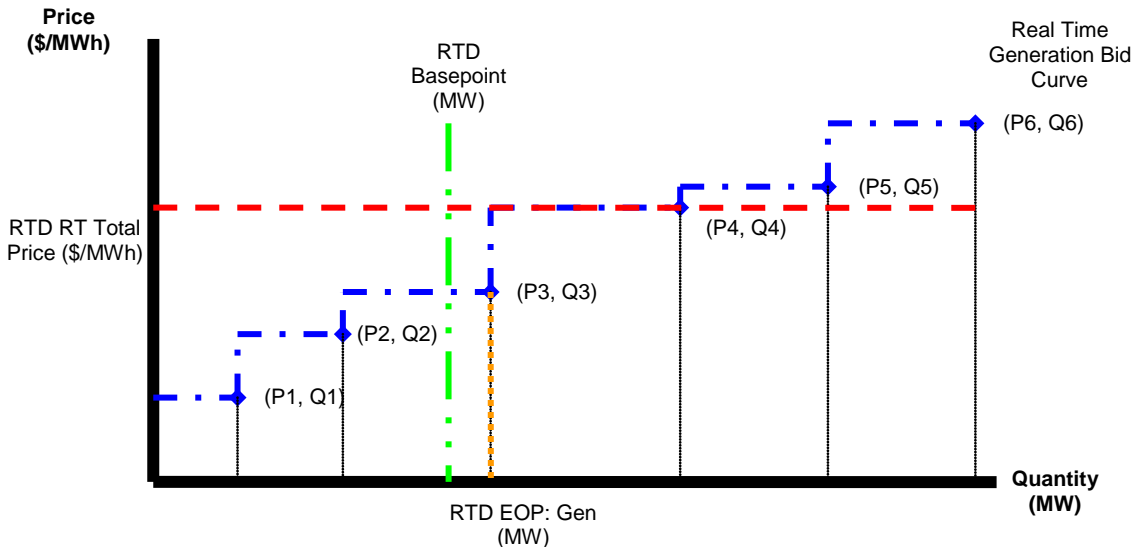 Price
($/MWh)
RTD
Basepoint
(MW)
Real Time
Generation Bid
Curve
(P6, Q6)
(P5, Q5)
RTD RT Total
Price ($/MWh)
(P4, Q4)
(P3, Q3)
(P2, Q2)
(P1, Q1)
Quantity
(MW)
RTD EOP: Gen
(MW)